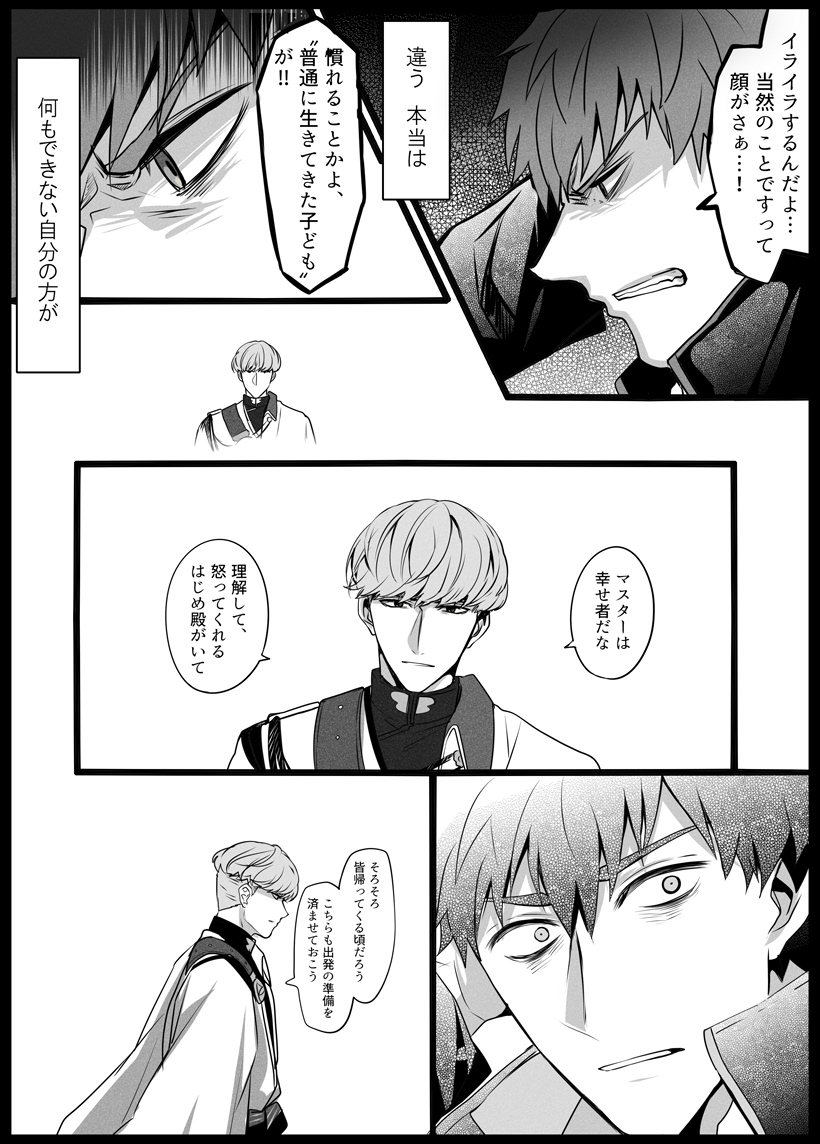 イライラするんだよ…
当然のことですって
顔がさぁ…！
違う 本当は
慣れることかよ、
〝普通に生きてきた子ども〟
が!!
何もできない自分の方が
マスターは
幸せ者だな
理解して、
怒ってくれる
はじめ殿がいて
そろそろ
皆帰ってくる頃だろう
こちらも出発の準備を
済ませておこう